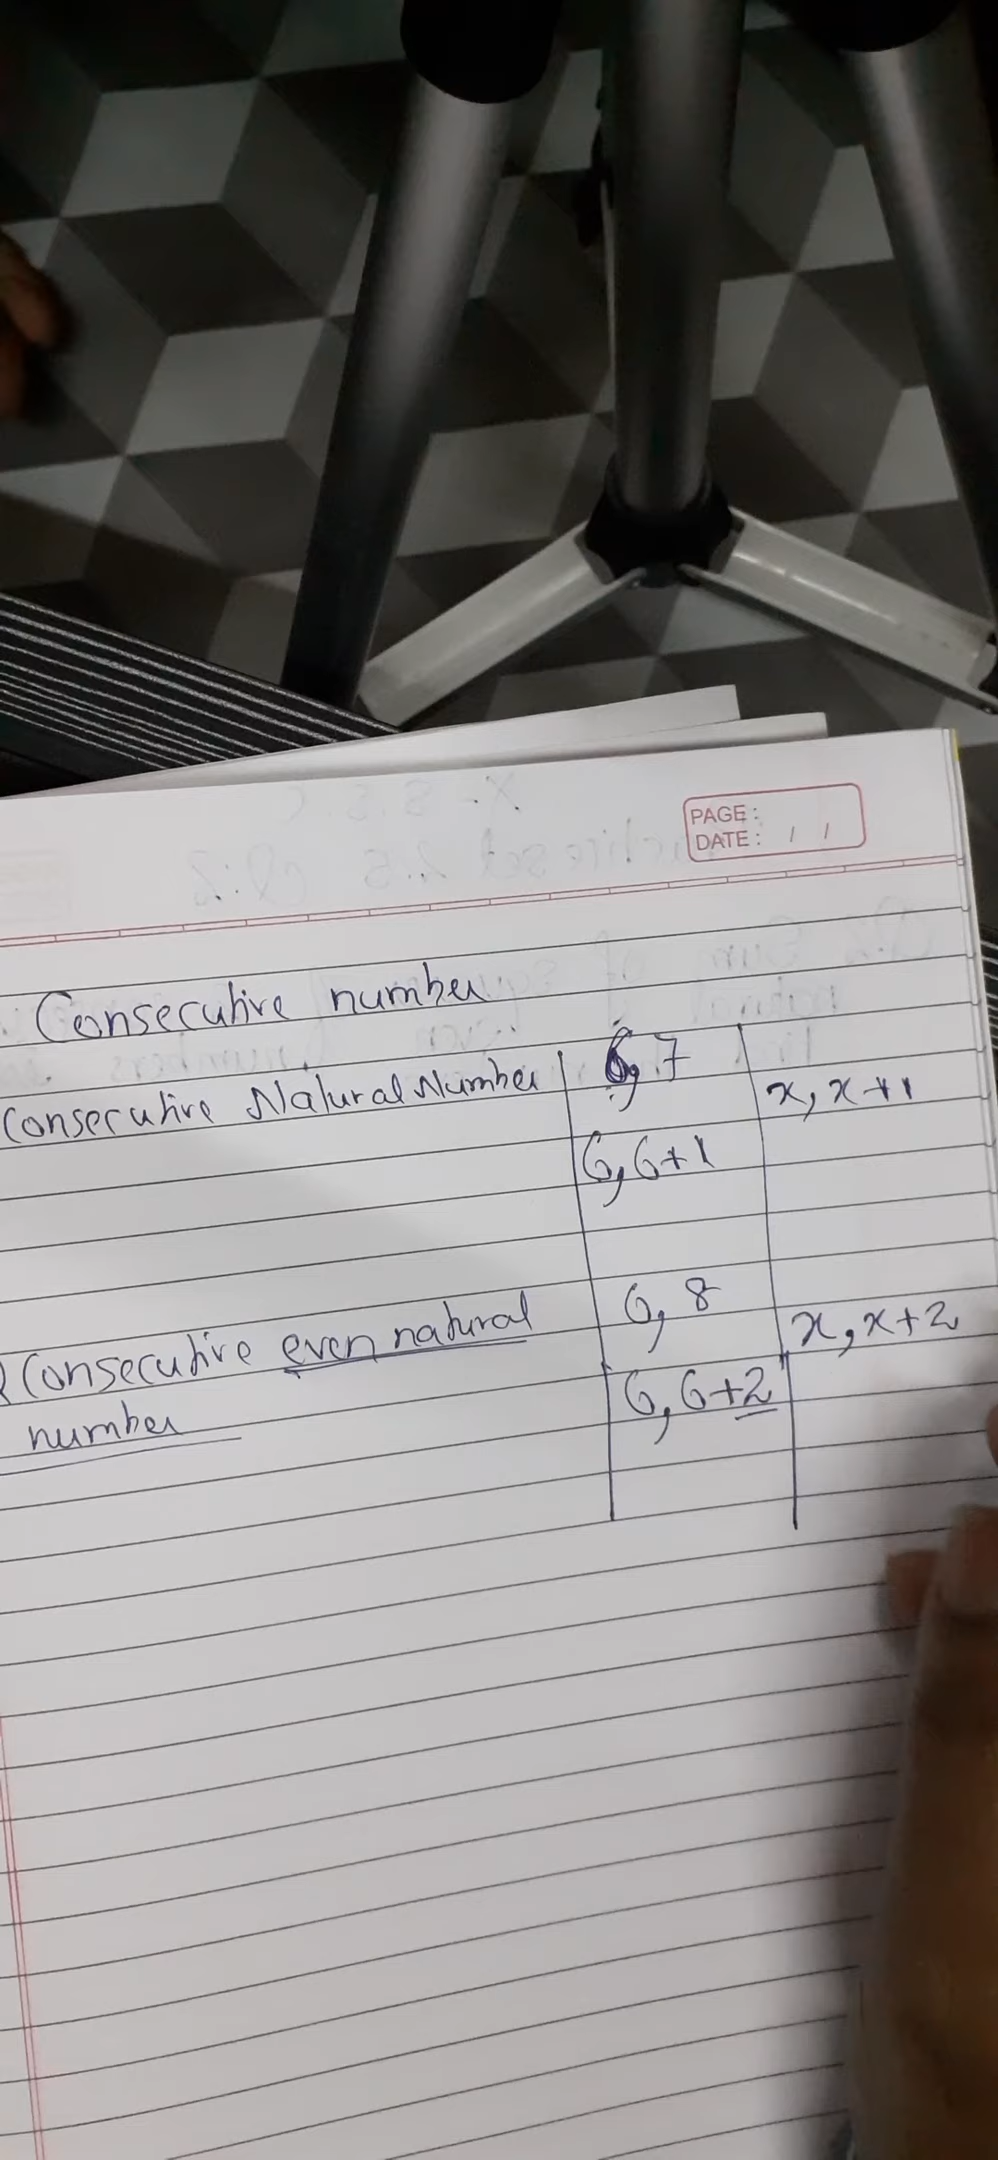 PAGE :
DATE : / /
Consecutive number
Consecutive Natural Number 6, 7 x, x+1
6, 6+1
Consecutive even natural 6, 8 x, x+2
number 6, 6+2